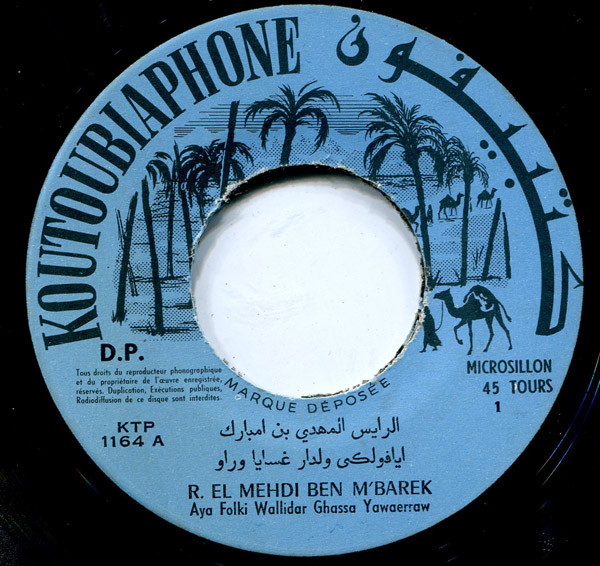 KOUTOUBIAPHONE
كتبيفون
D.P.
Tous droits du reproducteur phonographique
et du propriétaire de l'œuvre enregistrée,
réservés. Duplication, Exécutions publiques,
Radiodiffusion de ce disque sont interdites.
MARQUE DÉPOSÉE
MICROSILLON
45 TOURS
1
KTP
1164 A
الرايس المهدي بن امبارك
ايافولكى ولدار غسايا وراو
R. EL MEHDI BEN M'BAREK
Aya Folki Wallidar Ghassa Yawaerraw